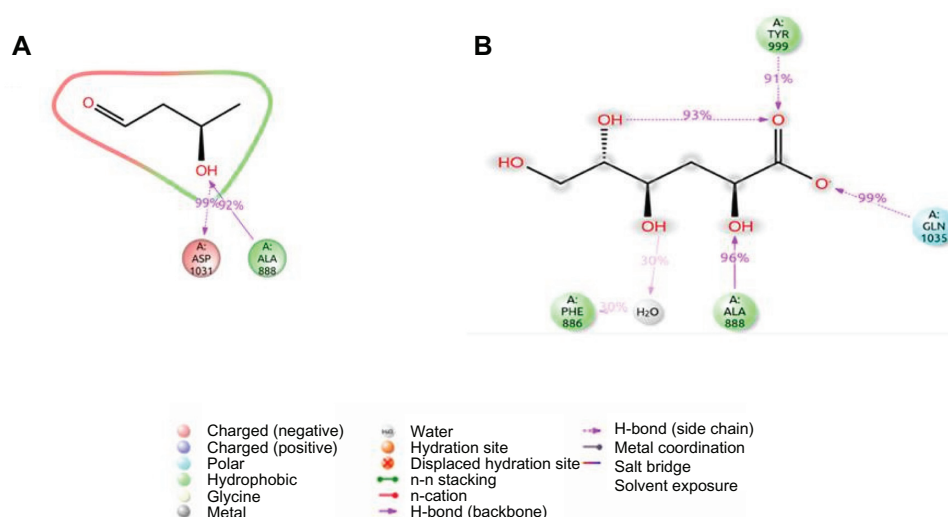 A
O
OH
99%
92%
A:
ASP
1031
A:
ALA
888
B
A:
TYR
999
91%
OH
93%
O
HO
O-
99%
A:
GLN
1035
OH
OH
30%
96%
A:
PHE
886
30%
H₂O
A:
ALA
888
Charged (negative)
Charged (positive)
Polar
Hydrophobic
Glycine
Metal
H₂O
Water
Hydration site
Displaced hydration site
n-n stacking
n-cation
H-bond (backbone)
H-bond (side chain)
Metal coordination
Salt bridge
Solvent exposure